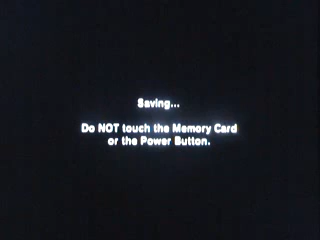 Saving...
Do NOT touch the Memory Card
or the Power Button.